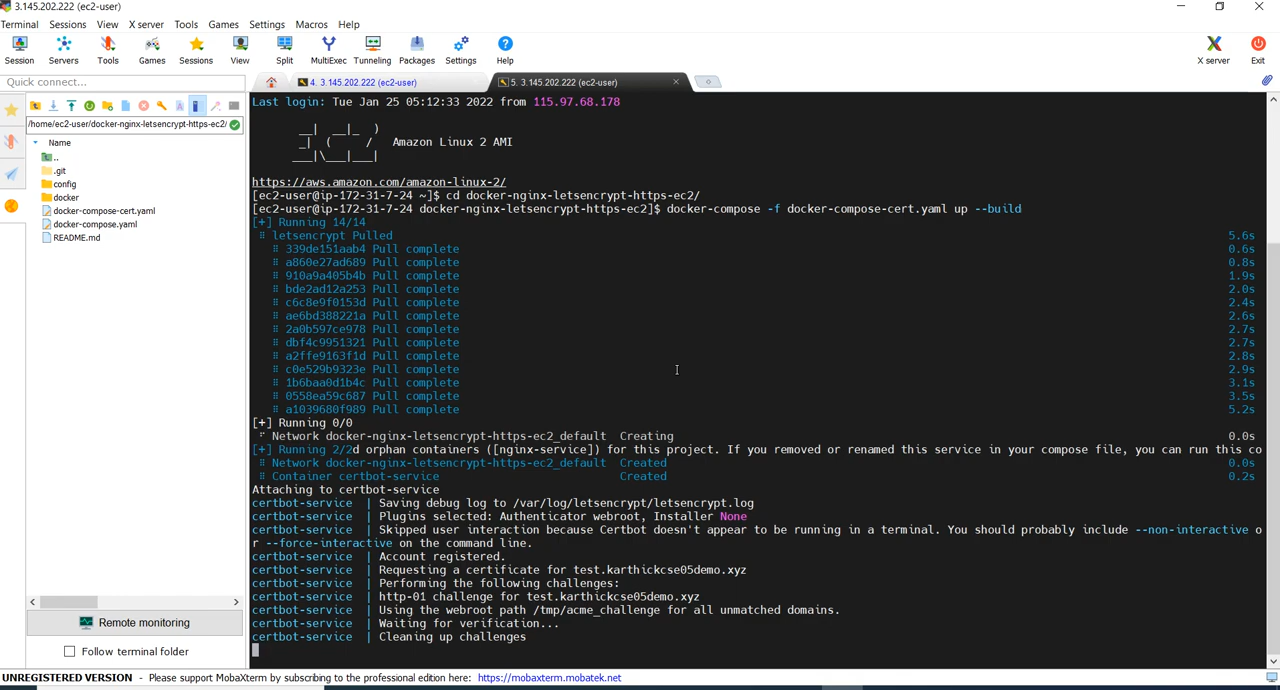 3.145.202.222 (ec2-user)
Terminal Sessions View X server Tools Games Settings Macros Help
Session Servers Tools Games Sessions View Split MultiExec Tunneling Packages Settings Help X server Exit
Quick connect...
4. 3.145.202.222 (ec2-user)
5. 3.145.202.222 (ec2-user)
/home/ec2-user/docker-nginx-letsencrypt-https-ec2/
Name
..
.git
config
docker
docker-compose-cert.yaml
docker-compose.yaml
README.md
Remote monitoring
Follow terminal folder
Last login: Tue Jan 25 05:12:33 2022 from 115.97.68.178
__| __|_ )
_| ( / Amazon Linux 2 AMI
___|\___|___|
https://aws.amazon.com/amazon-linux-2/
[ec2-user@ip-172-31-7-24 ~]$ cd docker-nginx-letsencrypt-https-ec2/
[ec2-user@ip-172-31-7-24 docker-nginx-letsencrypt-https-ec2]$ docker-compose -f docker-compose-cert.yaml up --build
[+] Running 14/14
⠿ letsencrypt Pulled 5.6s
⠿ 339de151aab4 Pull complete 0.6s
⠿ a860e27ad689 Pull complete 0.8s
⠿ 910a9a405b4b Pull complete 1.9s
⠿ bde2ad12a253 Pull complete 2.0s
⠿ c6c8e9f0153d Pull complete 2.4s
⠿ ae6bd388221a Pull complete 2.6s
⠿ 2a0b597ce978 Pull complete 2.7s
⠿ dbf4c9951321 Pull complete 2.7s
⠿ a2ffe9163f1d Pull complete 2.8s
⠿ c0e529b9323e Pull complete 2.9s
⠿ 1b6baa0d1b4c Pull complete 3.1s
⠿ 0558ea59c687 Pull complete 3.5s
⠿ a1039680f989 Pull complete 5.2s
[+] Running 0/0
⠋ Network docker-nginx-letsencrypt-https-ec2_default Creating 0.0s
[+] Running 2/2d orphan containers ([nginx-service]) for this project. If you removed or renamed this service in your compose file, you can run this co
⠿ Network docker-nginx-letsencrypt-https-ec2_default Created 0.0s
⠿ Container certbot-service Created 0.2s
Attaching to certbot-service
certbot-service | Saving debug log to /var/log/letsencrypt/letsencrypt.log
certbot-service | Plugins selected: Authenticator webroot, Installer None
certbot-service | Skipped user interaction because Certbot doesn't appear to be running in a terminal. You should probably include --non-interactive o
r --force-interactive on the command line.
certbot-service | Account registered.
certbot-service | Requesting a certificate for test.karthickcse05demo.xyz
certbot-service | Performing the following challenges:
certbot-service | http-01 challenge for test.karthickcse05demo.xyz
certbot-service | Using the webroot path /tmp/acme_challenge for all unmatched domains.
certbot-service | Waiting for verification...
certbot-service | Cleaning up challenges
UNREGISTERED VERSION - Please support MobaXterm by subscribing to the professional edition here: https://mobaxterm.mobatek.net